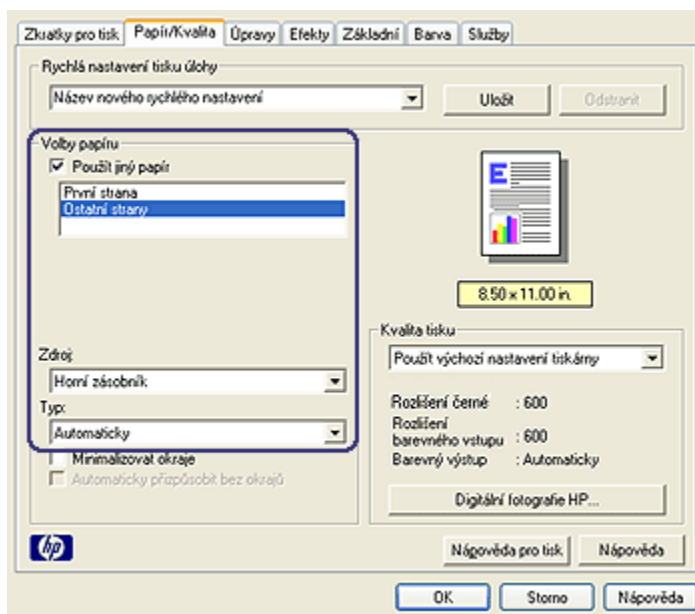 Zkratky pro tisk Papír/Kvalita Úpravy Efekty Základní Barva Služby
Rychlá nastavení tisku úlohy
Název nového rychlého nastavení Uložit Odstranit
Volby papíru
Použít jiný papír
První strana
Ostatní strany
E
8.50 × 11.00 in.
Kvalita tisku
Použít výchozí nastavení tiskárny
Zdroj:
Horní zásobník
Typ:
Automaticky
Rozlišení černé : 600
Rozlišení
barevného vstupu : 600
Barevný výstup : Automaticky
Minimalizovat okraje
Automaticky přizpůsobit bez okrajů
Digitální fotografie HP...
hp
Nápověda pro tisk Nápověda
OK Storno Nápověda